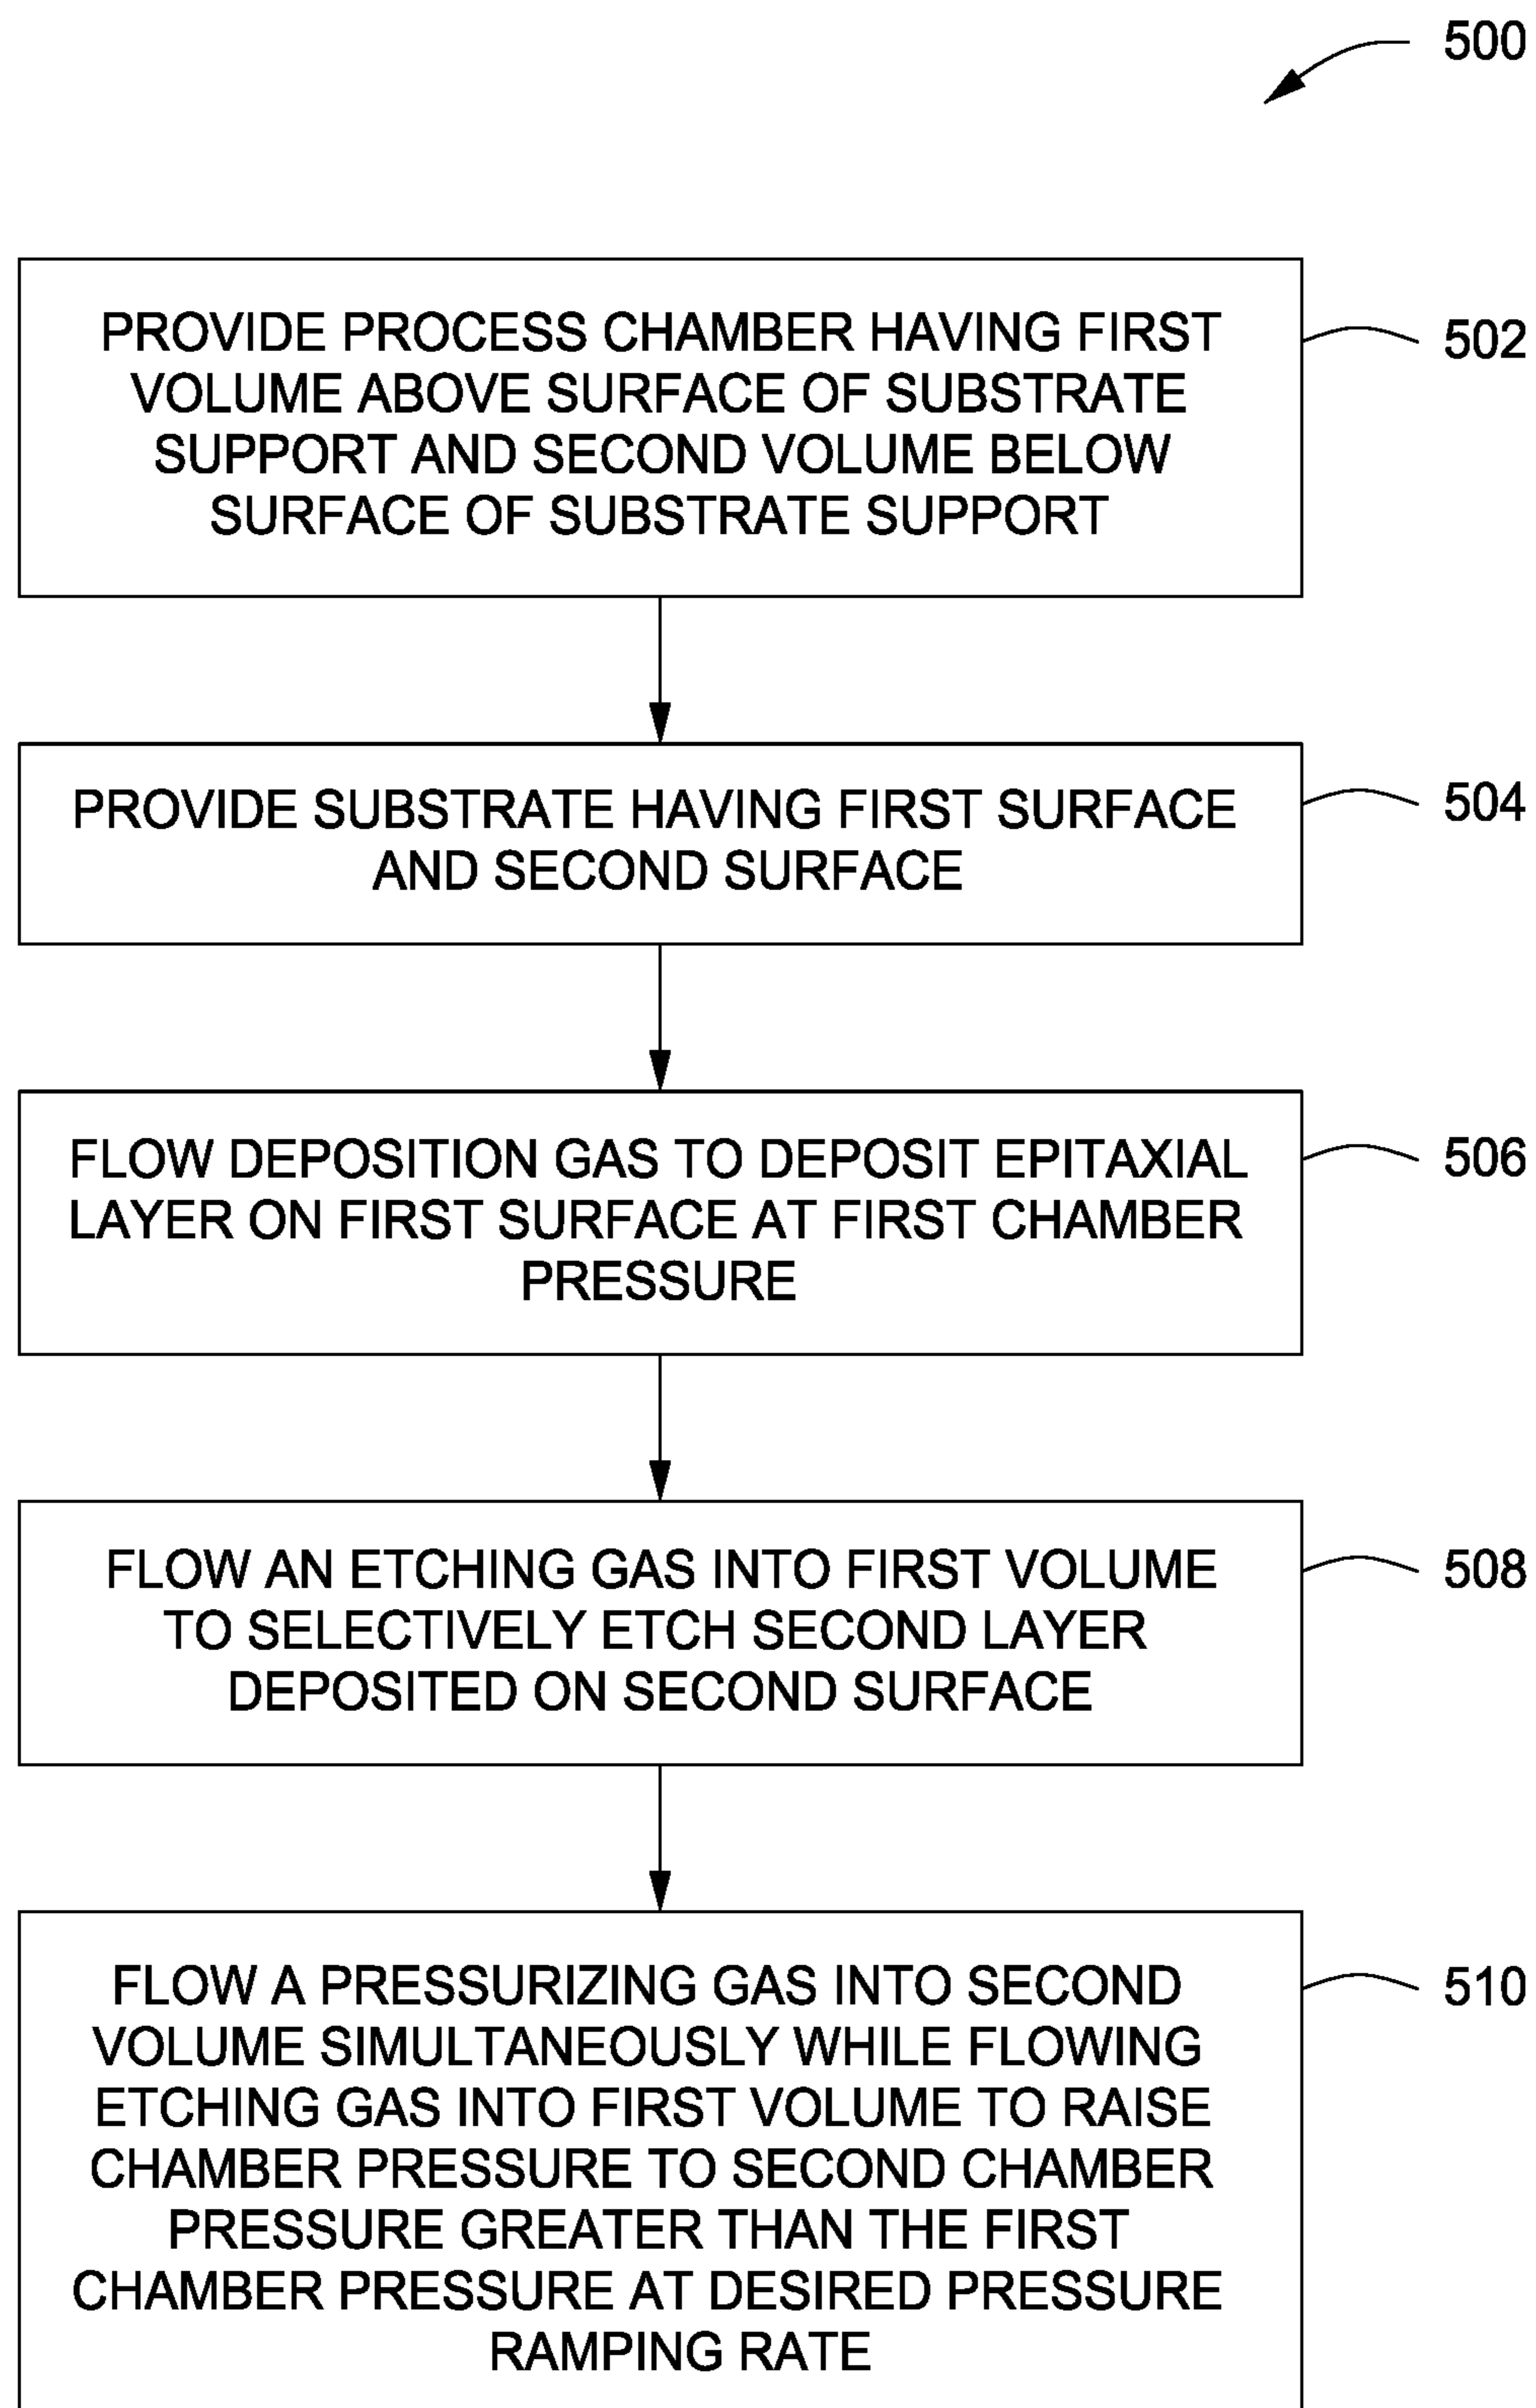 500
PROVIDE PROCESS CHAMBER HAVING FIRST
VOLUME ABOVE SURFACE OF SUBSTRATE
SUPPORT AND SECOND VOLUME BELOW
SURFACE OF SUBSTRATE SUPPORT
502
PROVIDE SUBSTRATE HAVING FIRST SURFACE
AND SECOND SURFACE
504
FLOW DEPOSITION GAS TO DEPOSIT EPITAXIAL
LAYER ON FIRST SURFACE AT FIRST CHAMBER
PRESSURE
506
FLOW AN ETCHING GAS INTO FIRST VOLUME
TO SELECTIVELY ETCH SECOND LAYER
DEPOSITED ON SECOND SURFACE
508
FLOW A PRESSURIZING GAS INTO SECOND
VOLUME SIMULTANEOUSLY WHILE FLOWING
ETCHING GAS INTO FIRST VOLUME TO RAISE
CHAMBER PRESSURE TO SECOND CHAMBER
PRESSURE GREATER THAN THE FIRST
CHAMBER PRESSURE AT DESIRED PRESSURE
RAMPING RATE
510